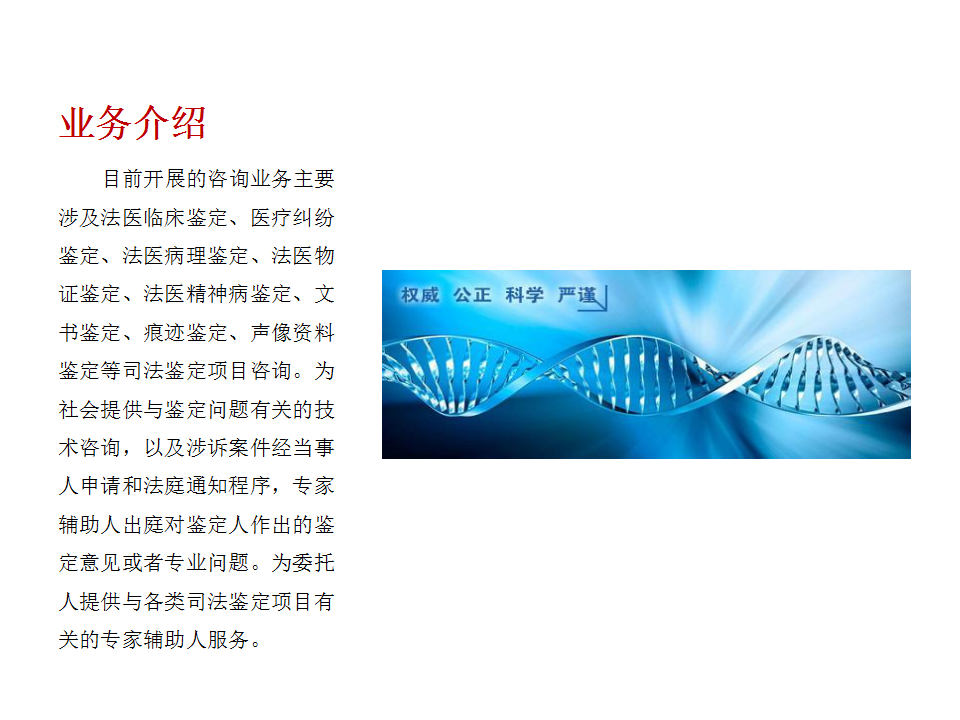 业务介绍
目前开展的咨询业务主要
涉及法医临床鉴定、医疗纠纷
鉴定、法医病理鉴定、法医物
证鉴定、法医精神病鉴定、文
书鉴定、痕迹鉴定、声像资料
鉴定等司法鉴定项目咨询。为
社会提供与鉴定问题有关的技
术咨询，以及涉诉案件经当事
人申请和法庭通知程序，专家
辅助人出庭对鉴定人作出的鉴
定意见或者专业问题。为委托
人提供与各类司法鉴定项目有
关的专家辅助人服务。
权威 公正 科学 严谨